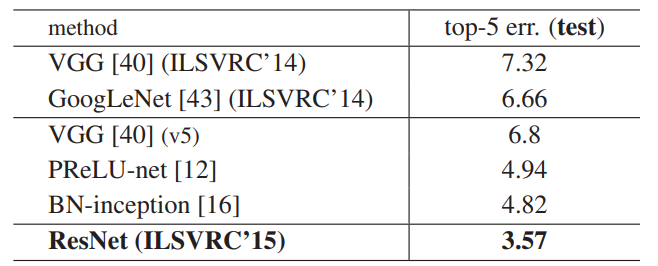 method top-5 err. (test)
VGG [40] (ILSVRC’14) 7.32
GoogLeNet [43] (ILSVRC’14) 6.66
VGG [40] (v5) 6.8
PReLU-net [12] 4.94
BN-inception [16] 4.82
ResNet (ILSVRC’15) 3.57